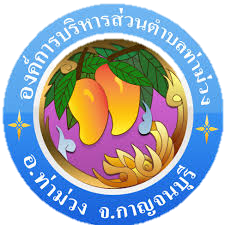 องค์การบริหารส่วนตำบลท่าม่วง
อ.ท่าม่วง จ.กาญจนบุรี